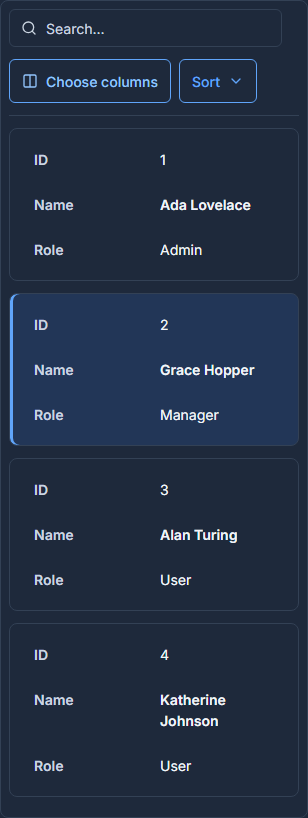 Search...
Choose columns Sort
ID 1
Name Ada Lovelace
Role Admin
ID 2
Name Grace Hopper
Role Manager
ID 3
Name Alan Turing
Role User
ID 4
Name Katherine
Johnson
Role User